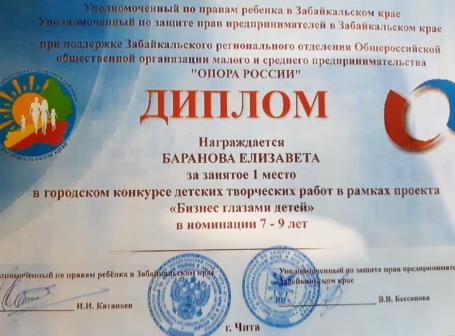 Уполномоченный по правам ребенка в Забайкальском крае
Уполномоченный по защите прав предпринимателей в Забайкальском крае
при поддержке Забайкальского регионального отделения Общероссийской
общественной организации малого и среднего предпринимательства
"ОПОРА РОССИИ"
ДИПЛОМ
Награждается
БАРАНОВА ЕЛИЗАВЕТА
за занятое 1 место
в городском конкурсе детских творческих работ в рамках проекта
«Бизнес глазами детей»
в номинации 7 - 9 лет
полномоченный по правам ребёнка в Забайкальском крае
Уполномоченный по защите прав предпринимател
Забайкальском крае
И.И. Катанаев
В.В. Бессонова
г. Чита